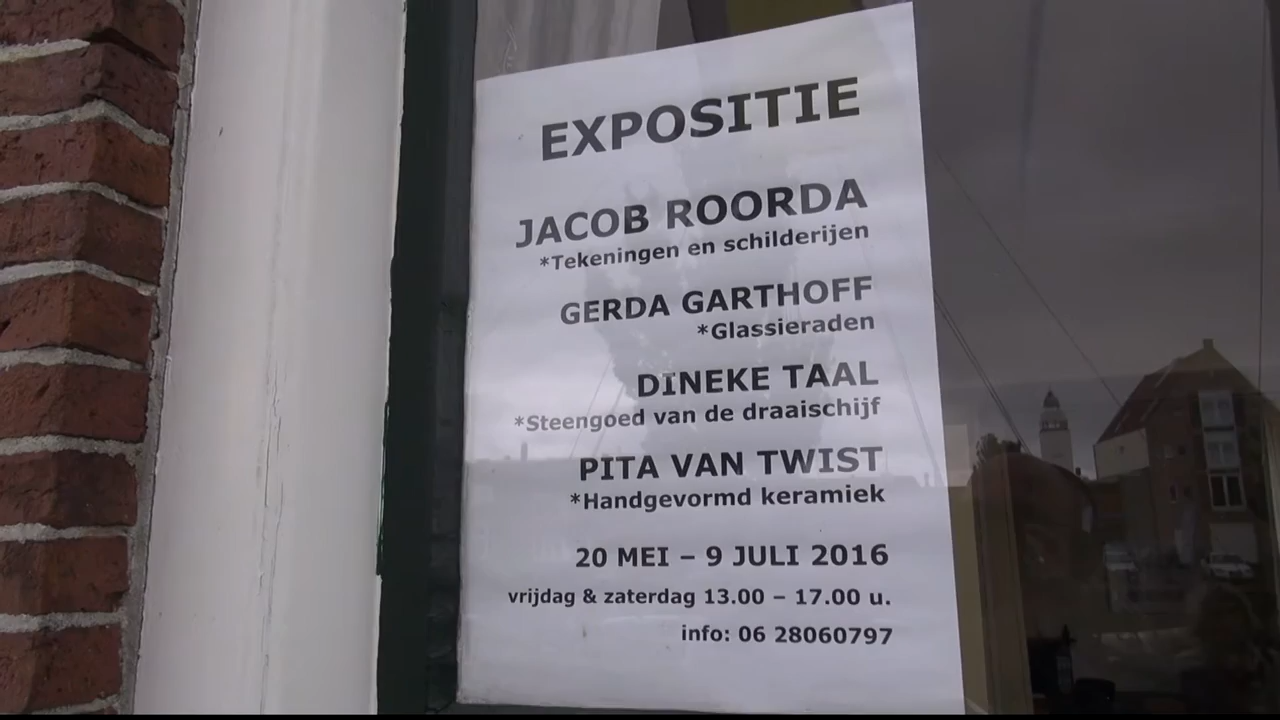 EXPOSITIE
JACOB ROORDA
*Tekeningen en schilderijen
GERDA GARTHOFF
*Glassieraden
DINEKE TAAL
*Steengoed van de draaischijf
PITA VAN TWIST
*Handgevormd keramiek
20 MEI – 9 JULI 2016
vrijdag & zaterdag 13.00 – 17.00 u.
info: 06 28060797